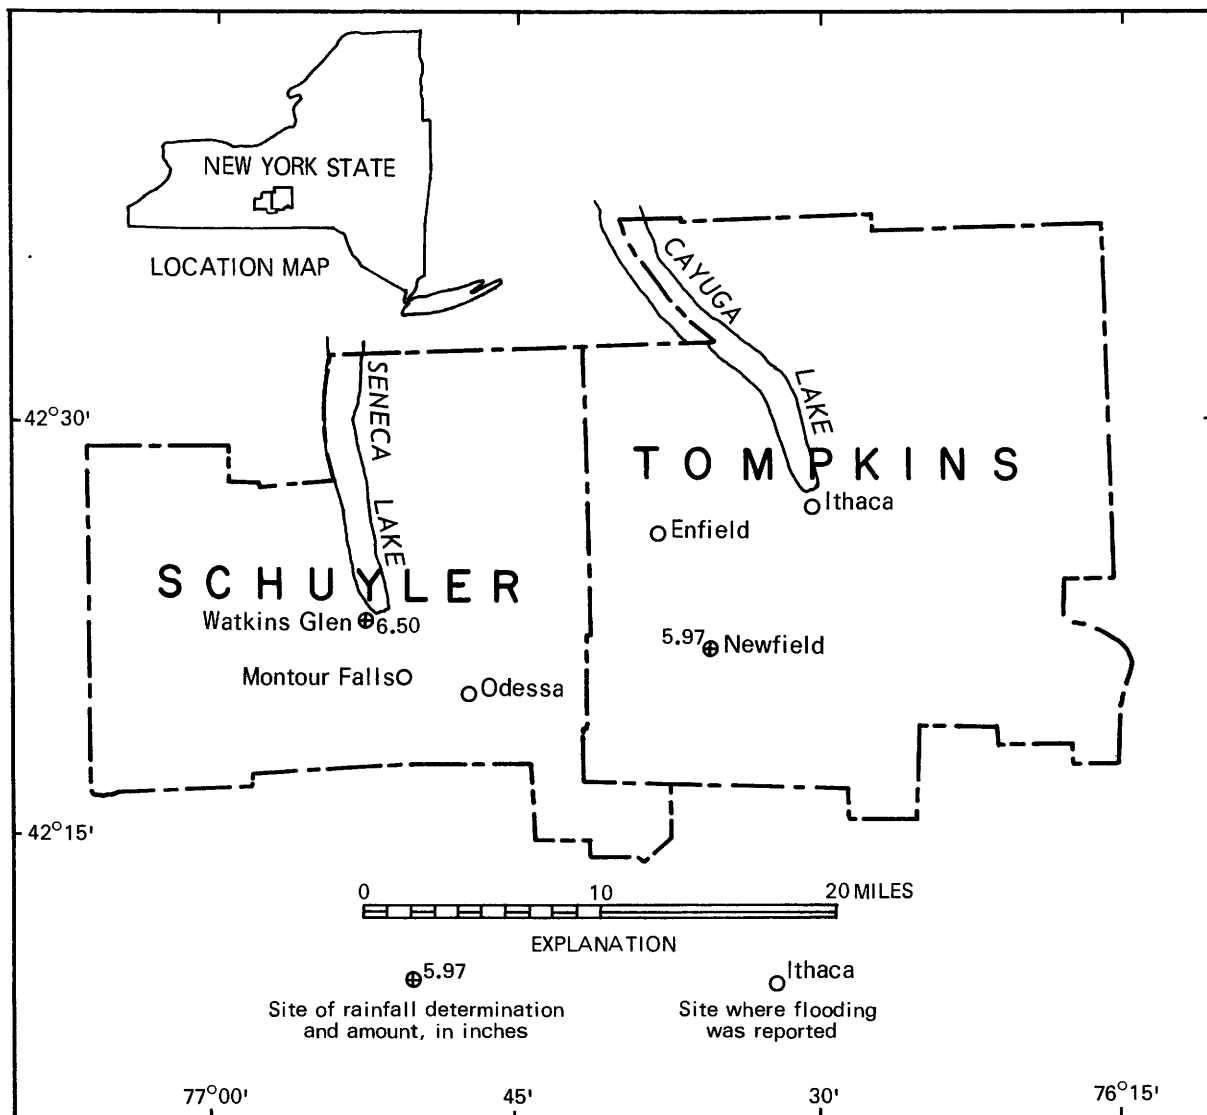 NEW YORK STATE
LOCATION MAP
CAYUGA
LAKE
SENECA
LAKE
42°30'
TOMPKINS
Ithaca
Enfield
SCHUYLER
Watkins Glen 6.50
5.97 Newfield
Montour Falls
Odessa
42°15'
0 10 20 MILES
EXPLANATION
5.97
Site of rainfall determination
and amount, in inches
Ithaca
Site where flooding
was reported
77°00' 45' 30' 76°15'